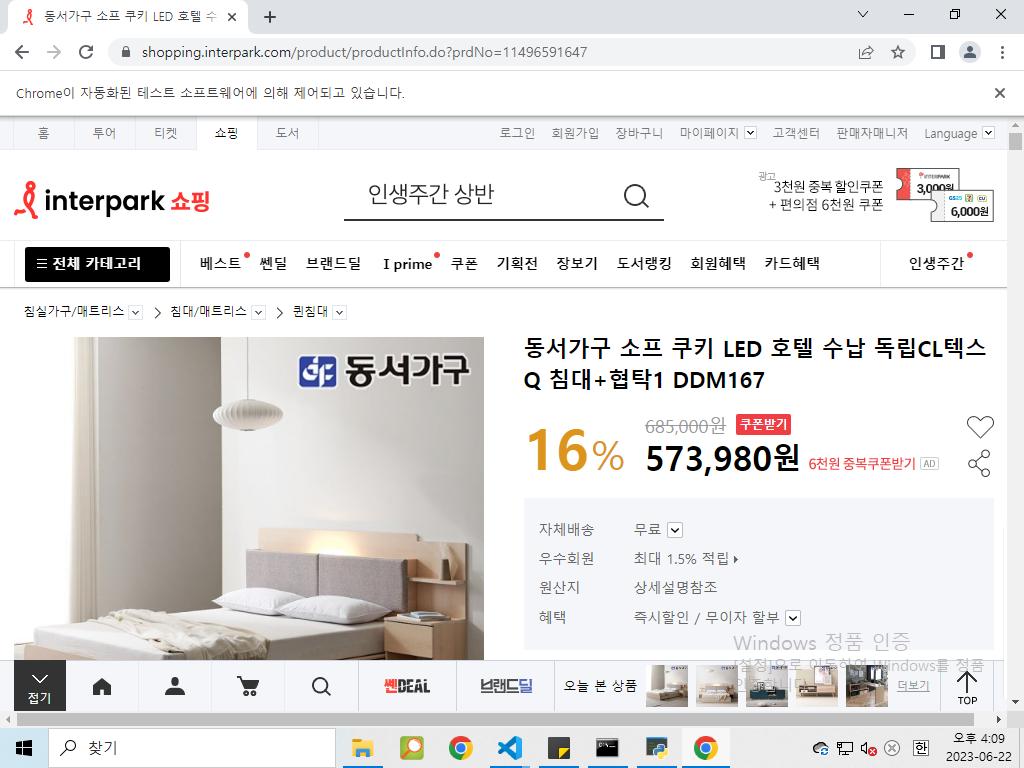 동서가구 소프 쿠키 LED 호텔 수
shopping.interpark.com/product/productInfo.do?prdNo=11496591647
Chrome이 자동화된 테스트 소프트웨어에 의해 제어되고 있습니다.
홈 투어 티켓 쇼핑 도서 로그인 회원가입 장바구니 마이페이지 고객센터 판매자매니저 Language
interpark 쇼핑
인생주간 상반
광고
3천원 중복 할인쿠폰
+ 편의점 6천원 쿠폰
INTERPARK
3,000원
GS25 CU
6,000원
전체 카테고리 베스트 쎈딜 브랜드딜 I prime 쿠폰 기획전 장보기 도서랭킹 회원혜택 카드혜택 인생주간
침실가구/매트리스 침대/매트리스 퀸침대
동서가구
동서가구 소프 쿠키 LED 호텔 수납 독립CL텍스
Q 침대+협탁1 DDM167
16%
685,000원 쿠폰받기
573,980원 6천원 중복쿠폰받기 AD
자체배송 무료
우수회원 최대 1.5% 적립
원산지 상세설명참조
혜택 즉시할인 / 무이자 할부
Windows 정품 인증
[설정]으로 이동하여 Windows를 정품
인증합니다.
접기
쎈DEAL
브랜드딜
오늘 본 상품
더보기
TOP
찾기
한
오후 4:09
2023-06-22